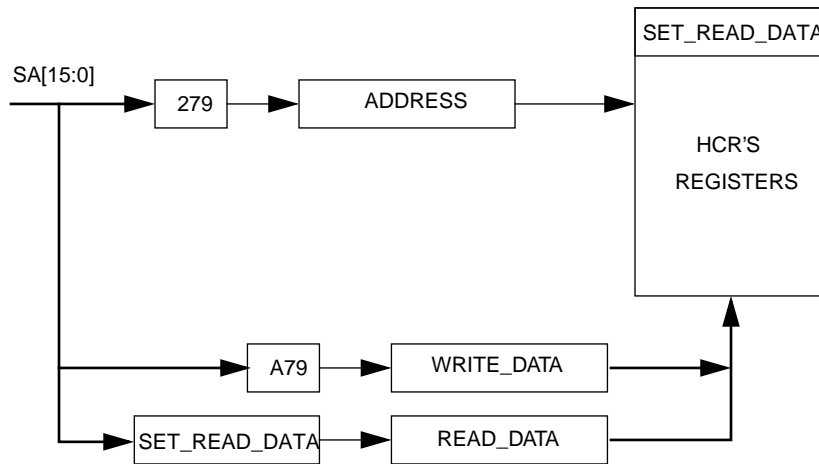 SET_READ_DATA
SA[15:0]
279
ADDRESS
HCR'S
REGISTERS
A79
WRITE_DATA
SET_READ_DATA
READ_DATA